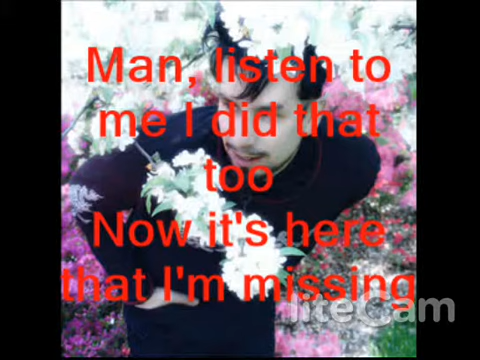 Man, listen to
me I did that
too
Now it's here
that I'm missing
liteCam